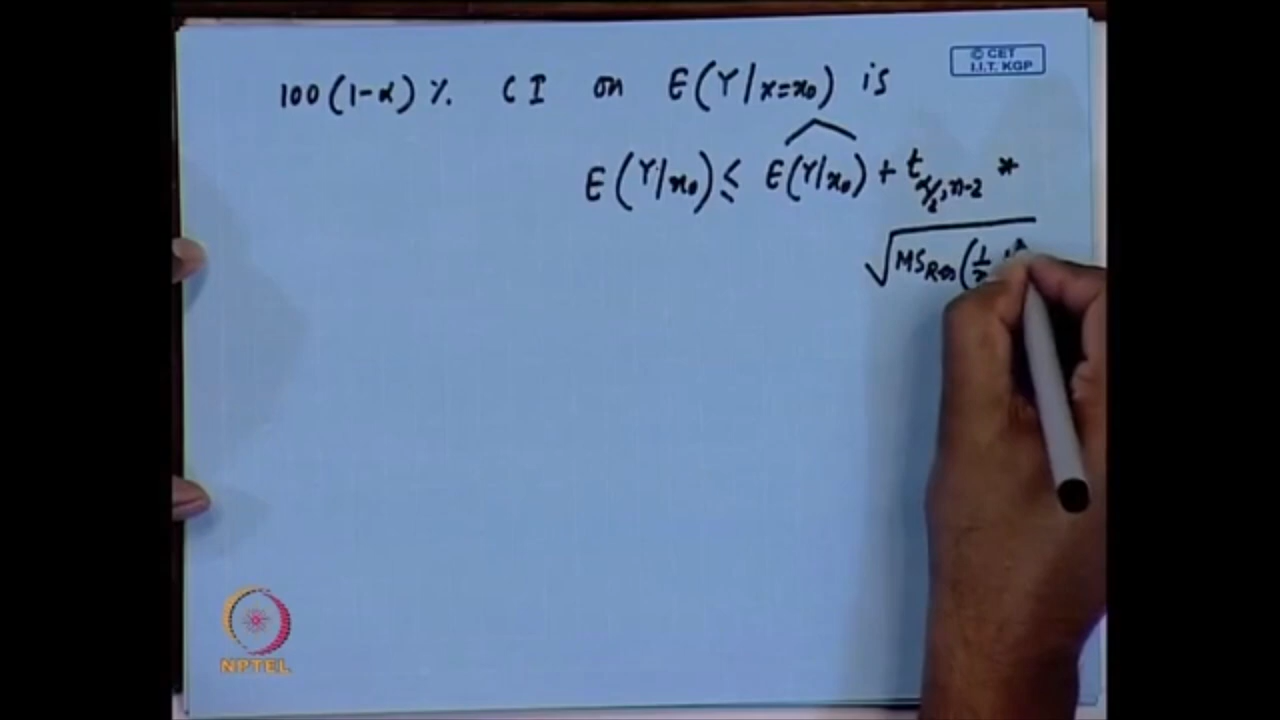 © CET
I.I.T. KGP
100 (1-α) % CI on E(Y/x=x₀) is
E(Y/x₀) ≤ E(Y/x₀)^ + t_{α/2, n-2} *
√MS_Res(1/n
NPTEL